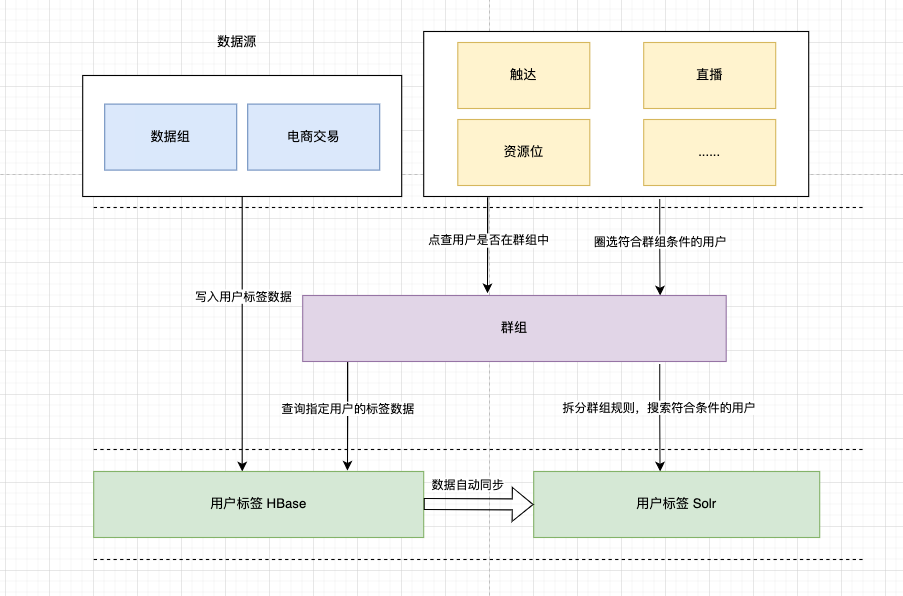 数据源
数据组
电商交易
触达
直播
资源位
......
点查用户是否在群组中
圈选符合群组条件的用户
写入用户标签数据
群组
查询指定用户的标签数据
拆分群组规则，搜索符合条件的用户
数据自动同步
用户标签 HBase
用户标签 Solr